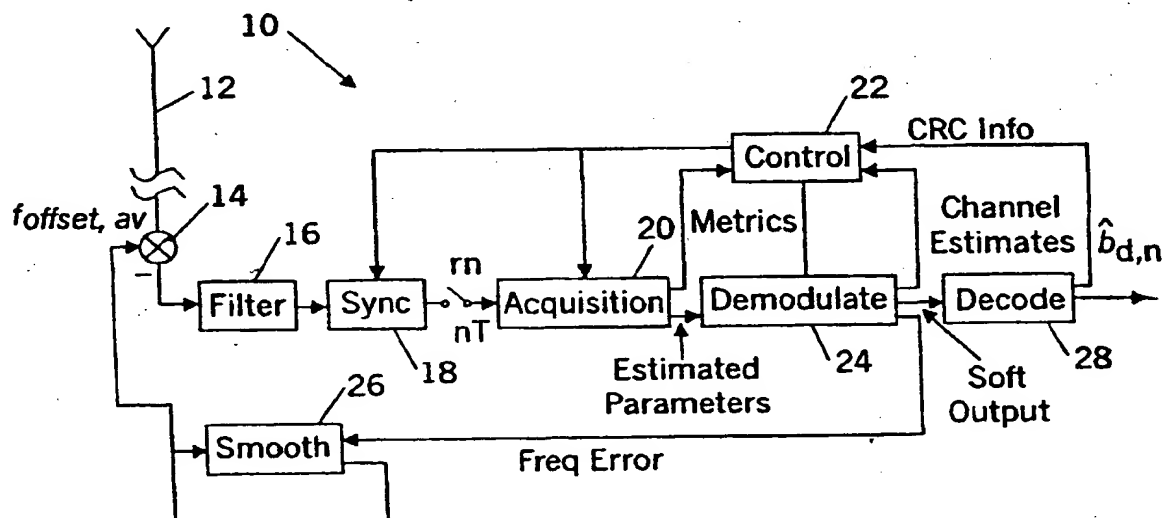 10
12
22
CRC Info
Control
14
foffset, av
20
Metrics
Channel
Estimates
b̂d,n
16
rn
Filter
Sync
Acquisition
Demodulate
Decode
nT
18
24
28
Estimated
Parameters
Soft
Output
26
Smooth
Freq Error